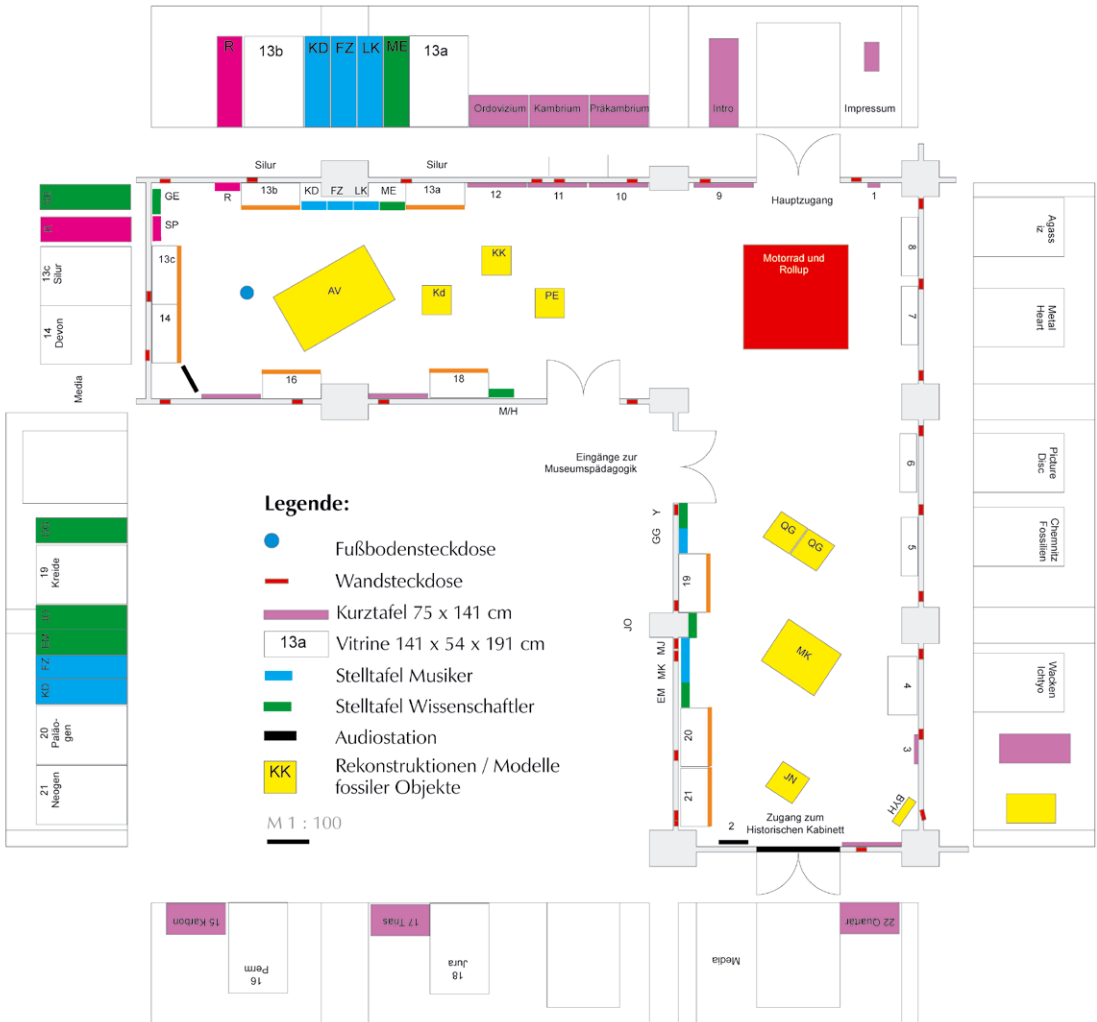 R
13b
KD
FZ
LK
ME
13a
Ordovizium
Kambrium
Präkambrium
Intro
Impressum
Silur
Silur
GE
SP
R
13b
KD
FZ
LK
ME
13a
12
11
10
9
Hauptzugang
1
13c
Silur
14
Devon
Media
13c
14
AV
Kd
KK
PE
Motorrad und
Rollup
8
7
Agass
iz
Metal
Heart
16
18
M/H
Eingänge zur
Museumspädagogik
6
5
Picture
Disc
Chemnitz
Fossilien
Legende:
Fußbodensteckdose
Wandsteckdose
Kurztafel 75 x 141 cm
13a
Vitrine 141 x 54 x 191 cm
Stelltafel Musiker
Stelltafel Wissenschaftler
Audiostation
KK
Rekonstruktionen / Modelle
fossiler Objekte
M 1 : 100
19
Kreide
FZ
KD
20
Paläo-
gen
21
Neogen
Y
GG
19
JO
MJ
MK
EM
20
21
QG
QG
MK
JN
4
3
BYH
Wacken
Ichtyo
2
Zugang zum
Historischen Kabinett
15 Karbon
16
Perm
17 Trias
18
Jura
Media
22 Quartär